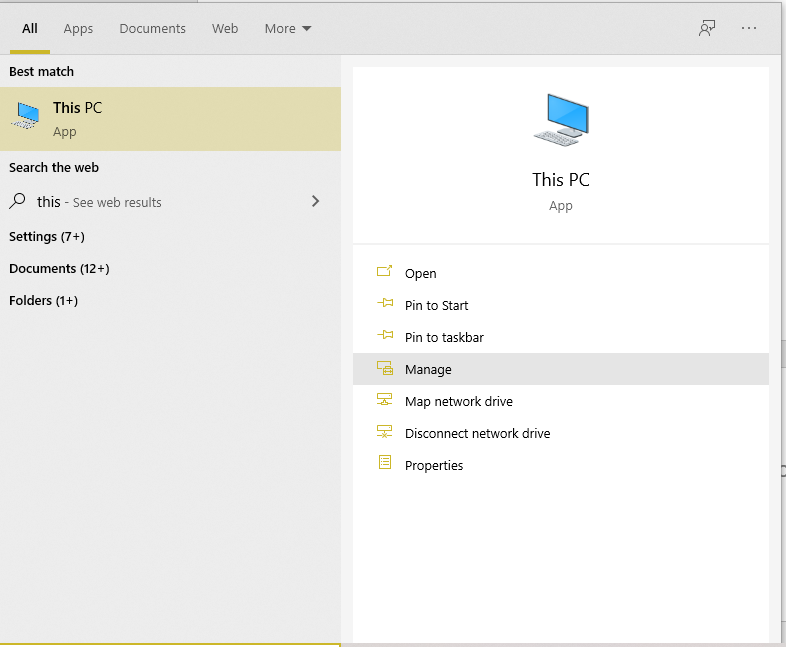 All Apps Documents Web More
Best match
This PC
App
Search the web
this - See web results
Settings (7+)
Documents (12+)
Folders (1+)
This PC
App
Open
Pin to Start
Pin to taskbar
Manage
Map network drive
Disconnect network drive
Properties